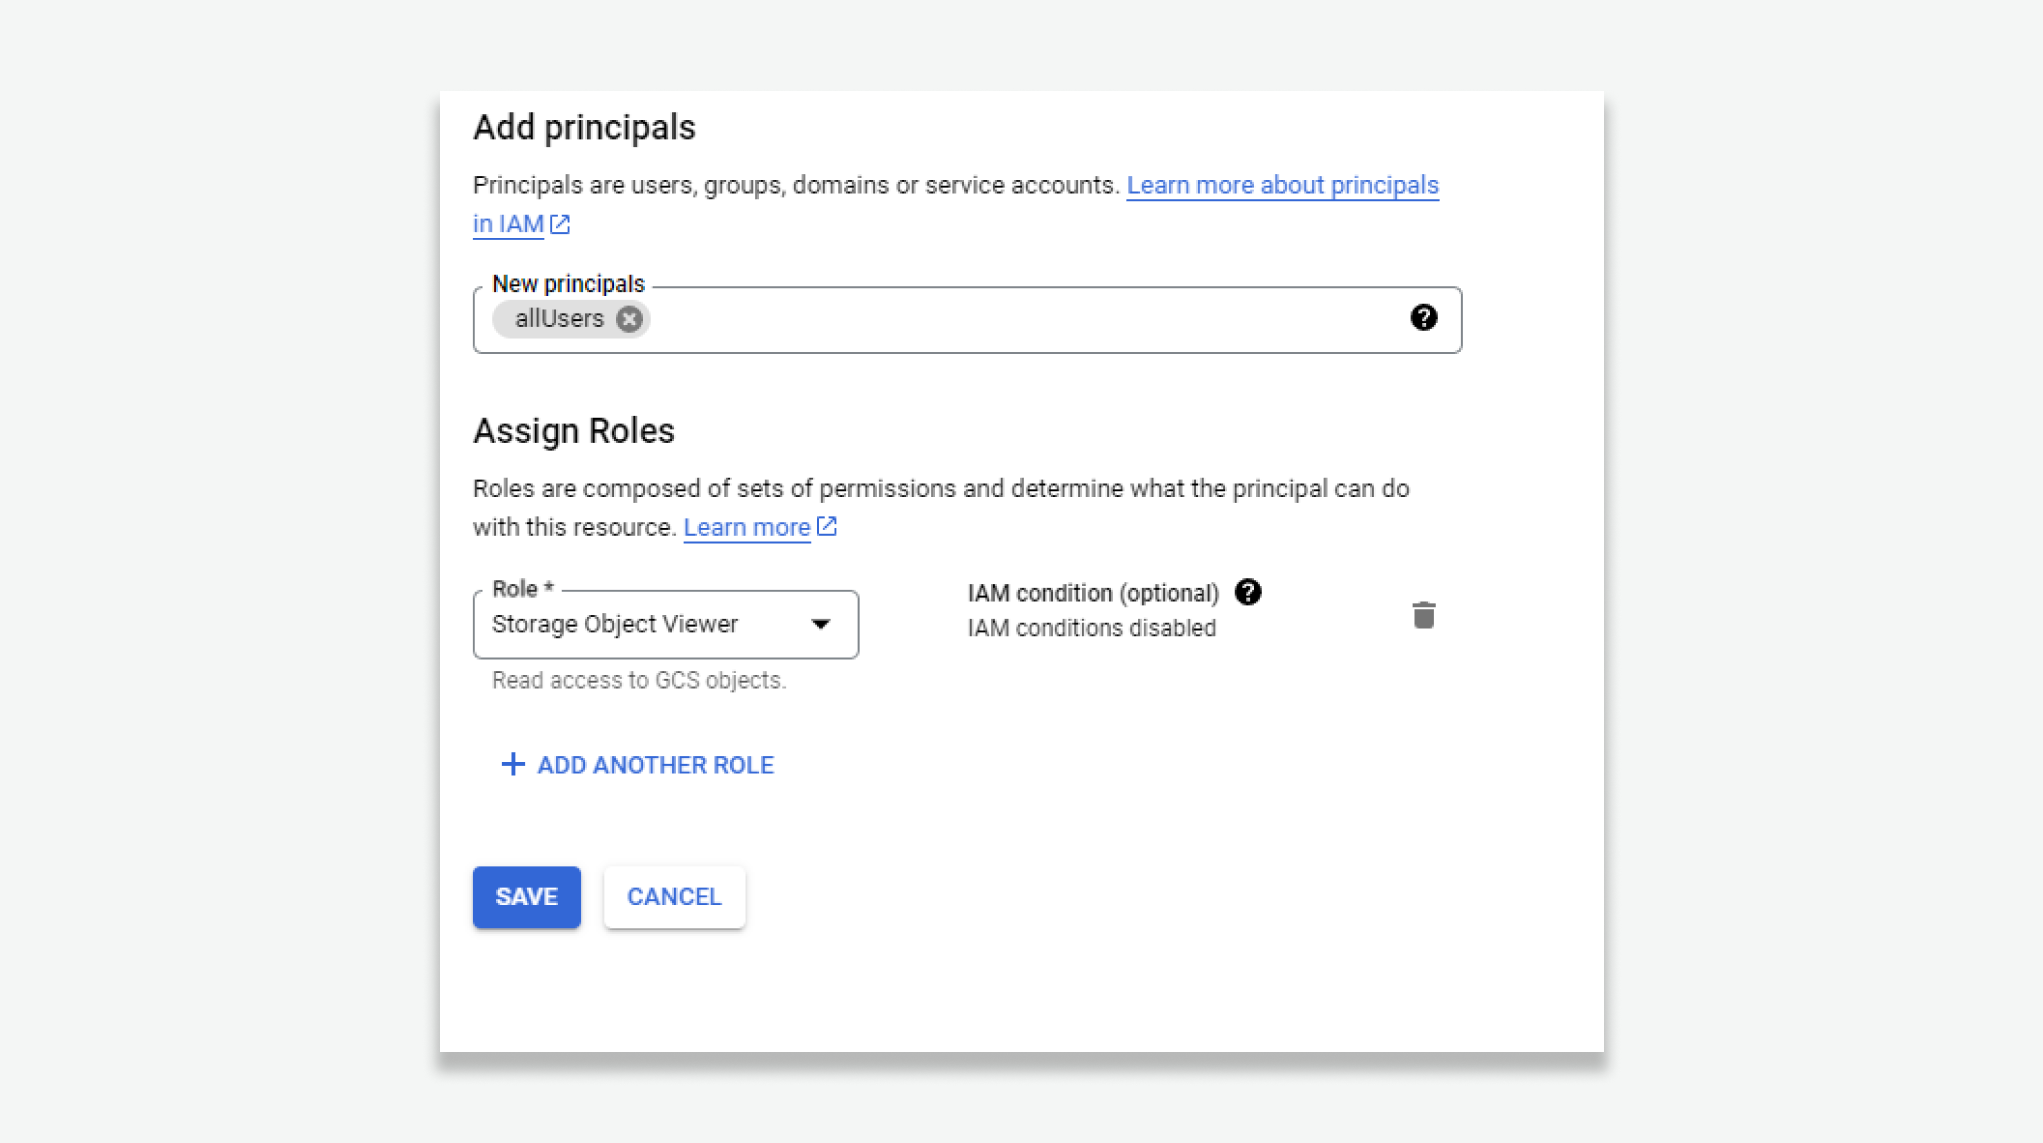 Add principals
Principals are users, groups, domains or service accounts. Learn more about principals
in IAM
New principals
allUsers
Assign Roles
Roles are composed of sets of permissions and determine what the principal can do
with this resource. Learn more
Role *
Storage Object Viewer
Read access to GCS objects.
IAM condition (optional)
IAM conditions disabled
ADD ANOTHER ROLE
SAVE
CANCEL